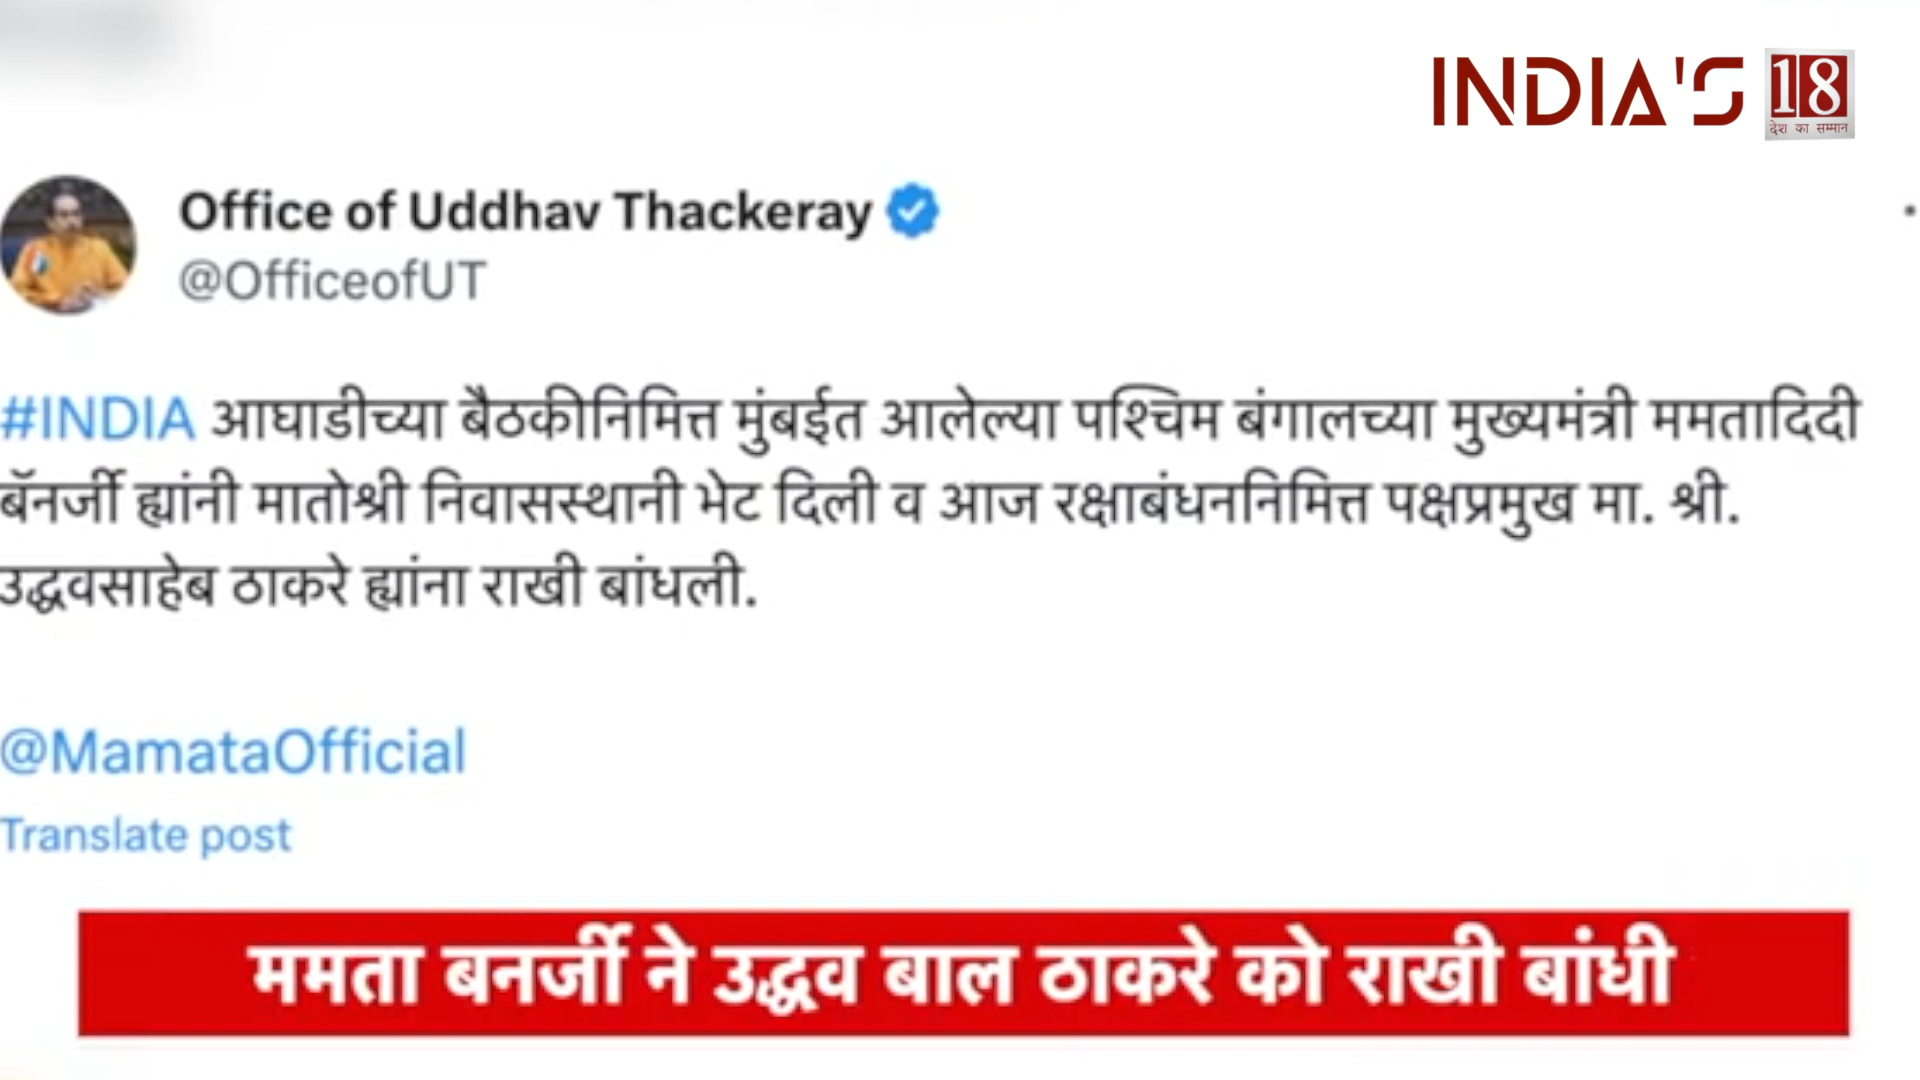 INDIA'S 18
देश का सम्मान
Office of Uddhav Thackeray
@OfficeofUT
#INDIA आघाडीच्या बैठकीनिमित्त मुंबईत आलेल्या पश्चिम बंगालच्या मुख्यमंत्री ममतादिदी
बॅनर्जी ह्यांनी मातोश्री निवासस्थानी भेट दिली व आज रक्षाबंधननिमित्त पक्षप्रमुख मा. श्री.
उद्धवसाहेब ठाकरे ह्यांना राखी बांधली.
@MamataOfficial
Translate post
ममता बनर्जी ने उद्धव बाल ठाकरे को राखी बांधी